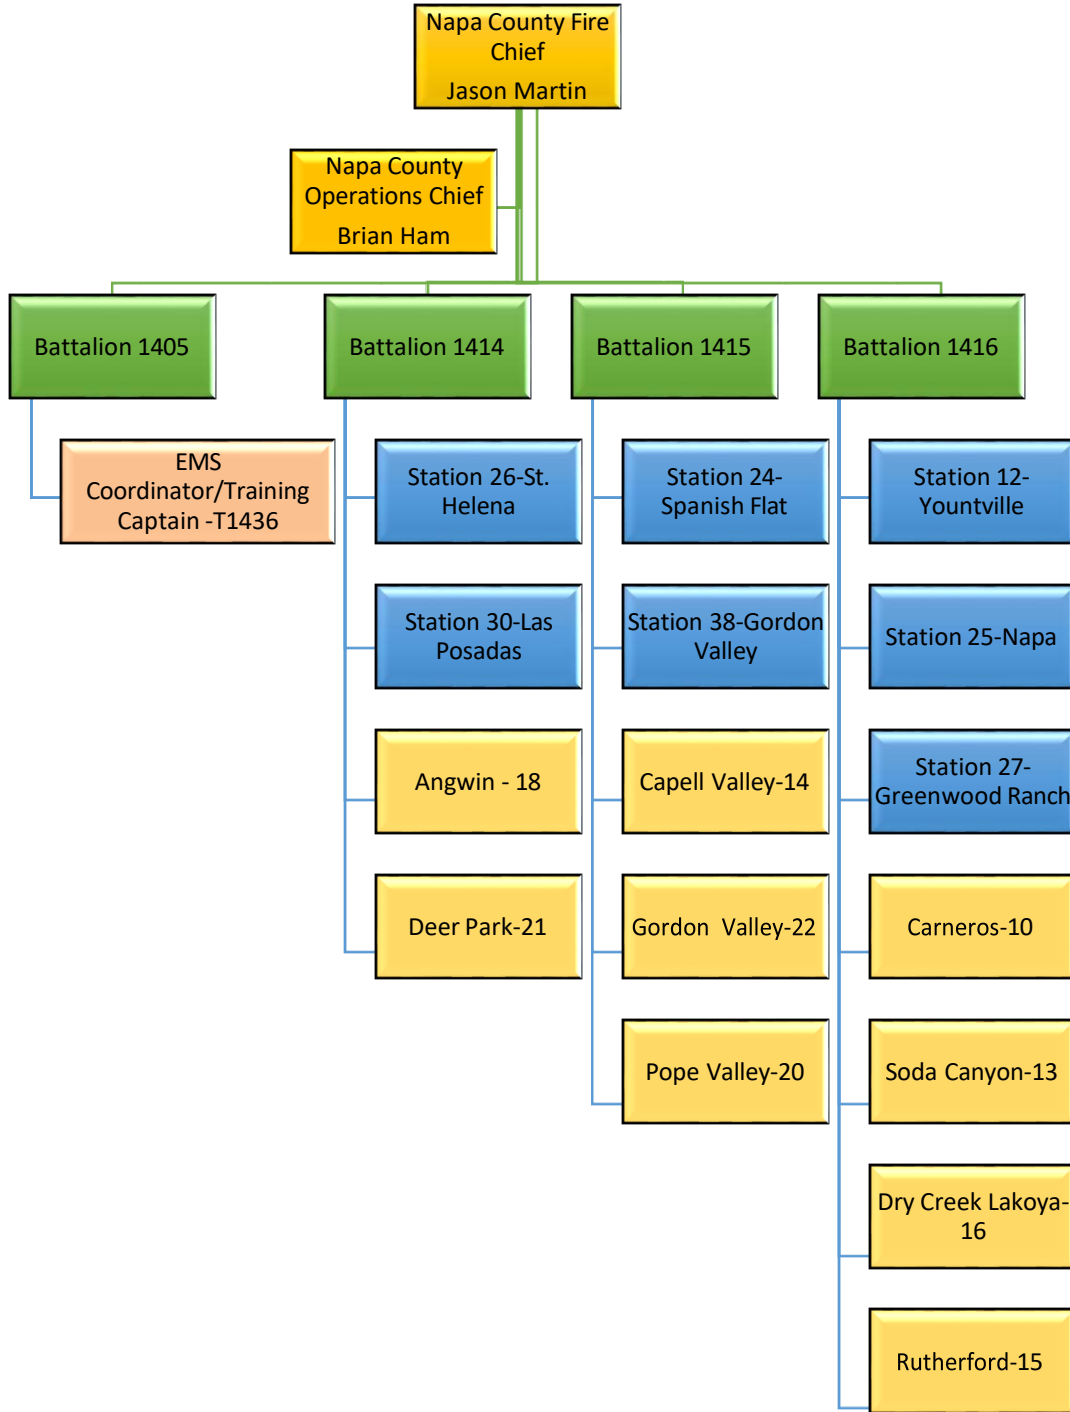 Napa County Fire
Chief
Jason Martin
Napa County
Operations Chief
Brian Ham
Battalion 1405
Battalion 1414
Battalion 1415
Battalion 1416
EMS
Coordinator/Training
Captain -T1436
Station 26-St.
Helena
Station 30-Las
Posadas
Angwin - 18
Deer Park-21
Station 24-
Spanish Flat
Station 38-Gordon
Valley
Capell Valley-14
Gordon  Valley-22
Pope Valley-20
Station 12-
Yountville
Station 25-Napa
Station 27-
Greenwood Ranch
Carneros-10
Soda Canyon-13
Dry Creek Lakoya-
16
Rutherford-15